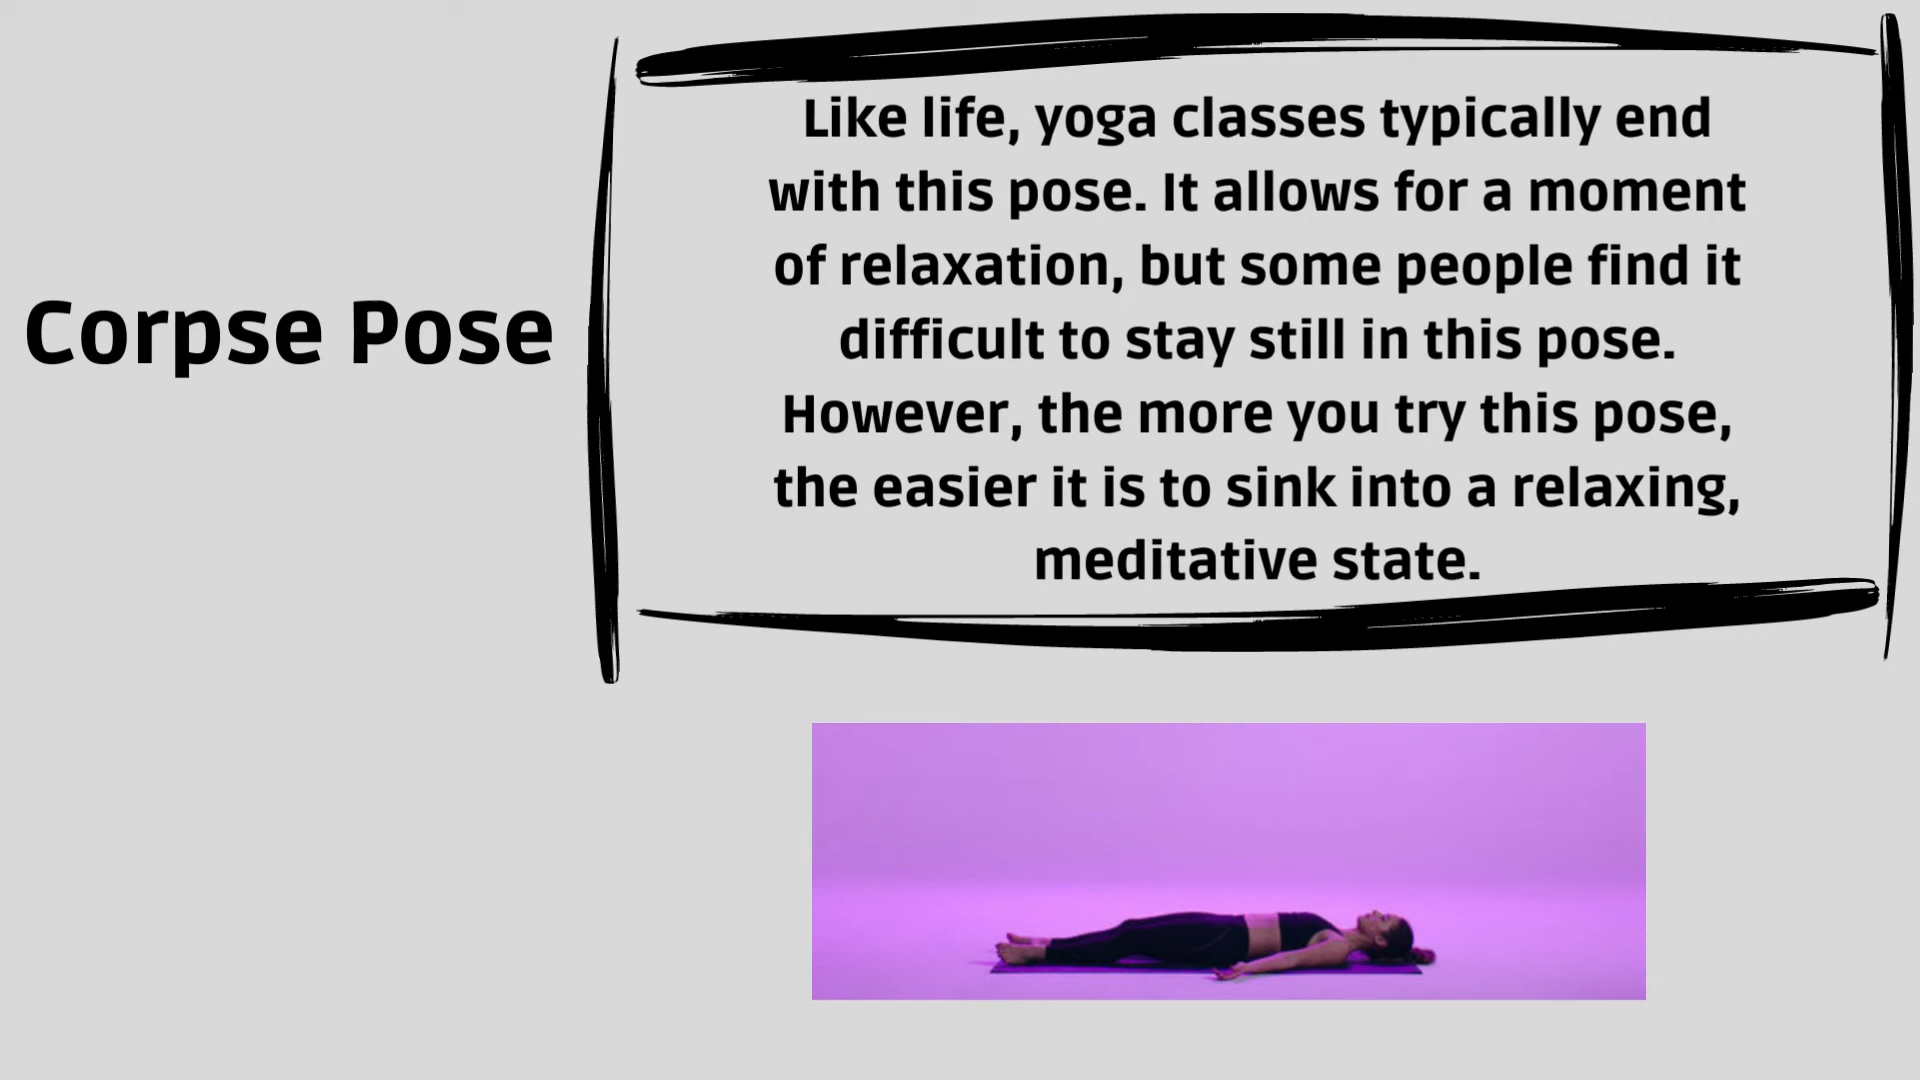 Corpse Pose
Like life, yoga classes typically end
with this pose. It allows for a moment
of relaxation, but some people find it
difficult to stay still in this pose.
However, the more you try this pose,
the easier it is to sink into a relaxing,
meditative state.